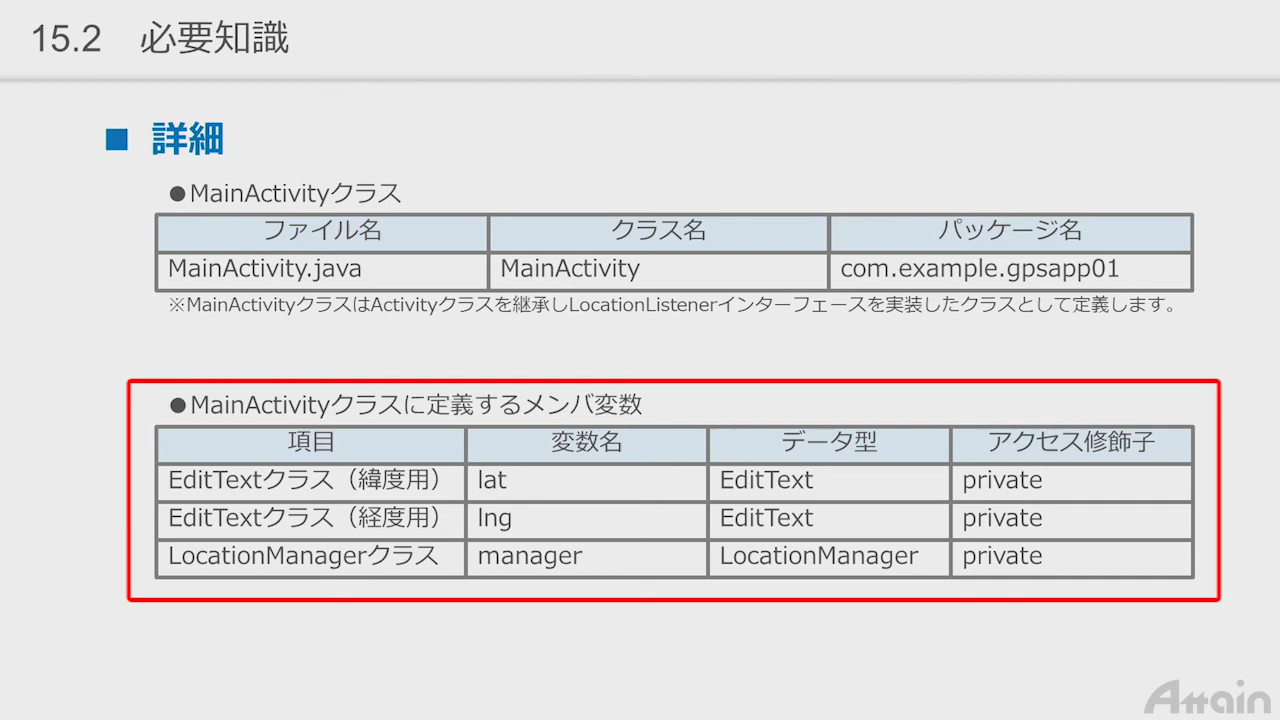 15.2 必要知識
■ 詳細
●MainActivityクラス
ファイル名 クラス名 パッケージ名
MainActivity.java MainActivity com.example.gpsapp01
※MainActivityクラスはActivityクラスを継承しLocationListenerインターフェースを実装したクラスとして定義します。
●MainActivityクラスに定義するメンバ変数
項目 変数名 データ型 アクセス修飾子
EditTextクラス（緯度用） lat EditText private
EditTextクラス（経度用） lng EditText private
LocationManagerクラス manager LocationManager private
Attain